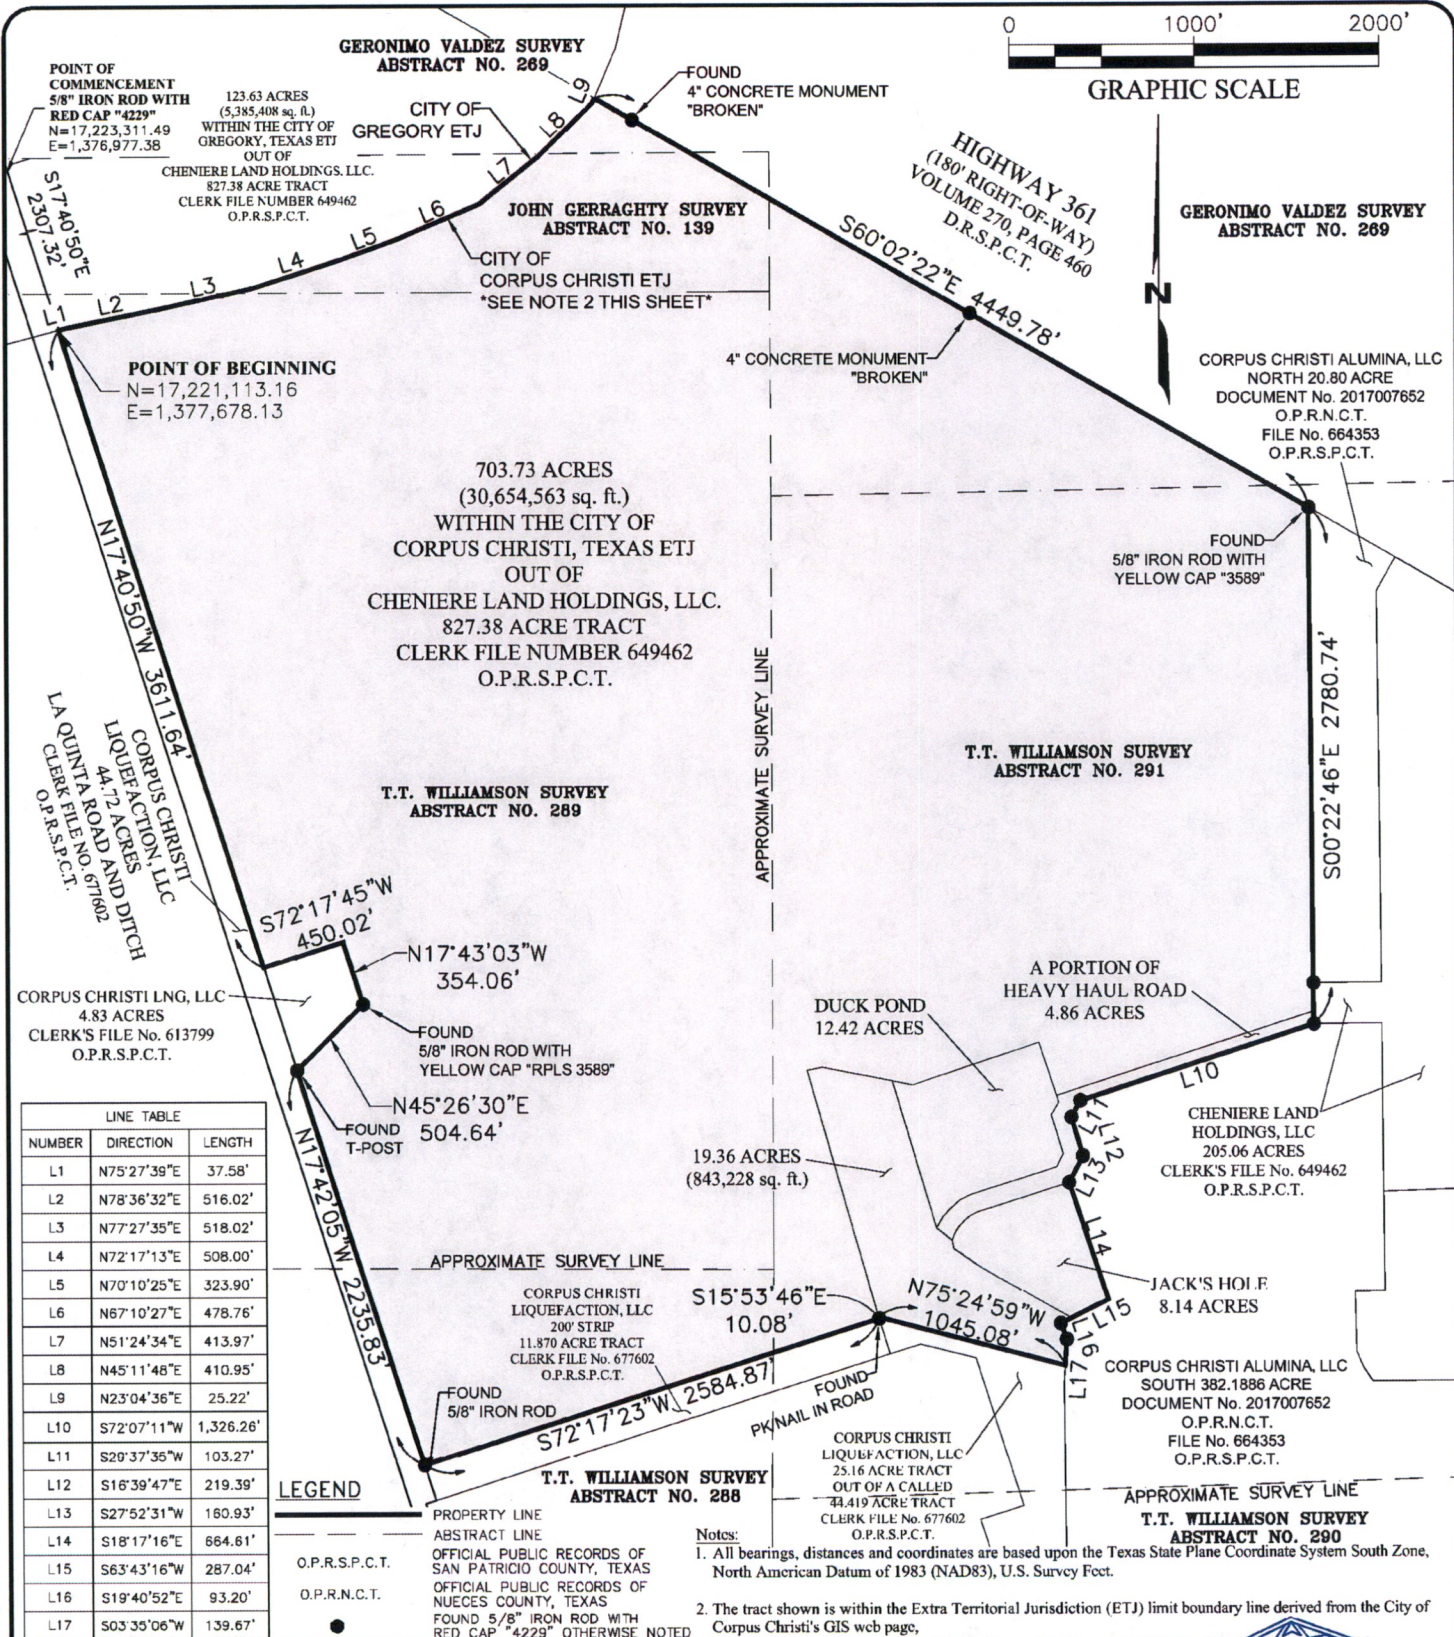 0 1000' 2000'
GRAPHIC SCALE
GERONIMO VALDEZ SURVEY
ABSTRACT NO. 269
POINT OF
COMMENCEMENT
5/8" IRON ROD WITH
RED CAP "4229"
N=17,223,311.49
E=1,376,977.38
123.63 ACRES
(5,385,408 sq. ft.)
WITHIN THE CITY OF
GREGORY, TEXAS ETJ
OUT OF
CHENIERE LAND HOLDINGS. LLC.
827.38 ACRE TRACT
CLERK FILE NUMBER 649462
O.P.R.S.P.C.T.
CITY OF
GREGORY ETJ
FOUND
4" CONCRETE MONUMENT
"BROKEN"
S17°40'50"E
2307.32'
L1
L2
L3
L4
L5
L6
L7
L8
L9
JOHN GERRAGHTY SURVEY
ABSTRACT NO. 139
CITY OF
CORPUS CHRISTI ETJ
*SEE NOTE 2 THIS SHEET*
HIGHWAY 361
(180' RIGHT-OF-WAY)
VOLUME 270, PAGE 460
D.R.S.P.C.T.
S60°02'22"E 4449.78'
GERONIMO VALDEZ SURVEY
ABSTRACT NO. 269
N
4" CONCRETE MONUMENT
"BROKEN"
POINT OF BEGINNING
N=17,221,113.16
E=1,377,678.13
CORPUS CHRISTI ALUMINA, LLC
NORTH 20.80 ACRE
DOCUMENT No. 2017007652
O.P.R.N.C.T.
FILE No. 664353
O.P.R.S.P.C.T.
703.73 ACRES
(30,654,563 sq. ft.)
WITHIN THE CITY OF
CORPUS CHRISTI, TEXAS ETJ
OUT OF
CHENIERE LAND HOLDINGS, LLC.
827.38 ACRE TRACT
CLERK FILE NUMBER 649462
O.P.R.S.P.C.T.
FOUND
5/8" IRON ROD WITH
YELLOW CAP "3589"
N17°40'50"W 3611.64'
APPROXIMATE SURVEY LINE
S00°22'46"E 2780.74'
CORPUS CHRISTI
LIQUEFACTION, LLC
44.72 ACRES
LA QUINTA ROAD AND DITCH
CLERK FILE NO. 677602
O.P.R.S.P.C.T.
T.T. WILLIAMSON SURVEY
ABSTRACT NO. 289
T.T. WILLIAMSON SURVEY
ABSTRACT NO. 291
S72°17'45"W
450.02'
N17°43'03"W
354.06'
CORPUS CHRISTI LNG, LLC
4.83 ACRES
CLERK'S FILE No. 613799
O.P.R.S.P.C.T.
FOUND
5/8" IRON ROD WITH
YELLOW CAP "RPLS 3589"
N45°26'30"E
504.64'
FOUND
T-POST
DUCK POND
12.42 ACRES
A PORTION OF
HEAVY HAUL ROAD
4.86 ACRES
L10
L11
L12
L13
L14
L15
L16
L17
CHENIERE LAND
HOLDINGS, LLC
205.06 ACRES
CLERK'S FILE No. 649462
O.P.R.S.P.C.T.
19.36 ACRES
(843,228 sq. ft.)
N17°42'05"W 2235.83'
APPROXIMATE SURVEY LINE
CORPUS CHRISTI
LIQUEFACTION, LLC
200' STRIP
11.870 ACRE TRACT
CLERK FILE No. 677602
O.P.R.S.P.C.T.
S15°53'46"E
10.08'
N75°24'59"W
1045.08'
JACK'S HOLE
8.14 ACRES
FOUND
5/8" IRON ROD
S72°17'23"W 2584.87'
FOUND
PK NAIL IN ROAD
CORPUS CHRISTI ALUMINA, LLC
SOUTH 382.1886 ACRE
DOCUMENT No. 2017007652
O.P.R.N.C.T.
FILE No. 664353
O.P.R.S.P.C.T.
CORPUS CHRISTI
LIQUEFACTION, LLC
25.16 ACRE TRACT
OUT OF A CALLED
44.419 ACRE TRACT
CLERK FILE No. 677602
O.P.R.S.P.C.T.
T.T. WILLIAMSON SURVEY
ABSTRACT NO. 288
APPROXIMATE SURVEY LINE
T.T. WILLIAMSON SURVEY
ABSTRACT NO. 290
LINE TABLE
NUMBER DIRECTION LENGTH
L1 N75°27'39"E 37.58'
L2 N78°36'32"E 516.02'
L3 N77°27'35"E 518.02'
L4 N72°17'13"E 508.00'
L5 N70°10'25"E 323.90'
L6 N67°10'27"E 478.76'
L7 N51°24'34"E 413.97'
L8 N45°11'48"E 410.95'
L9 N23°04'36"E 25.22'
L10 S72°07'11"W 1,326.26'
L11 S29°37'35"W 103.27'
L12 S16°39'47"E 219.39'
L13 S27°52'31"W 160.93'
L14 S18°17'16"E 664.61'
L15 S63°43'16"W 287.04'
L16 S19°40'52"E 93.20'
L17 S03°35'06"W 139.67'
LEGEND
PROPERTY LINE
ABSTRACT LINE
O.P.R.S.P.C.T. OFFICIAL PUBLIC RECORDS OF
SAN PATRICIO COUNTY, TEXAS
O.P.R.N.C.T. OFFICIAL PUBLIC RECORDS OF
NUECES COUNTY, TEXAS
FOUND 5/8" IRON ROD WITH
RED CAP "4229" OTHERWISE NOTED
Notes:
1. All bearings, distances and coordinates are based upon the Texas State Plane Coordinate System South Zone,
North American Datum of 1983 (NAD83), U.S. Survey Feet.
2. The tract shown is within the Extra Territorial Jurisdiction (ETJ) limit boundary line derived from the City of
Corpus Christi's GIS web page,